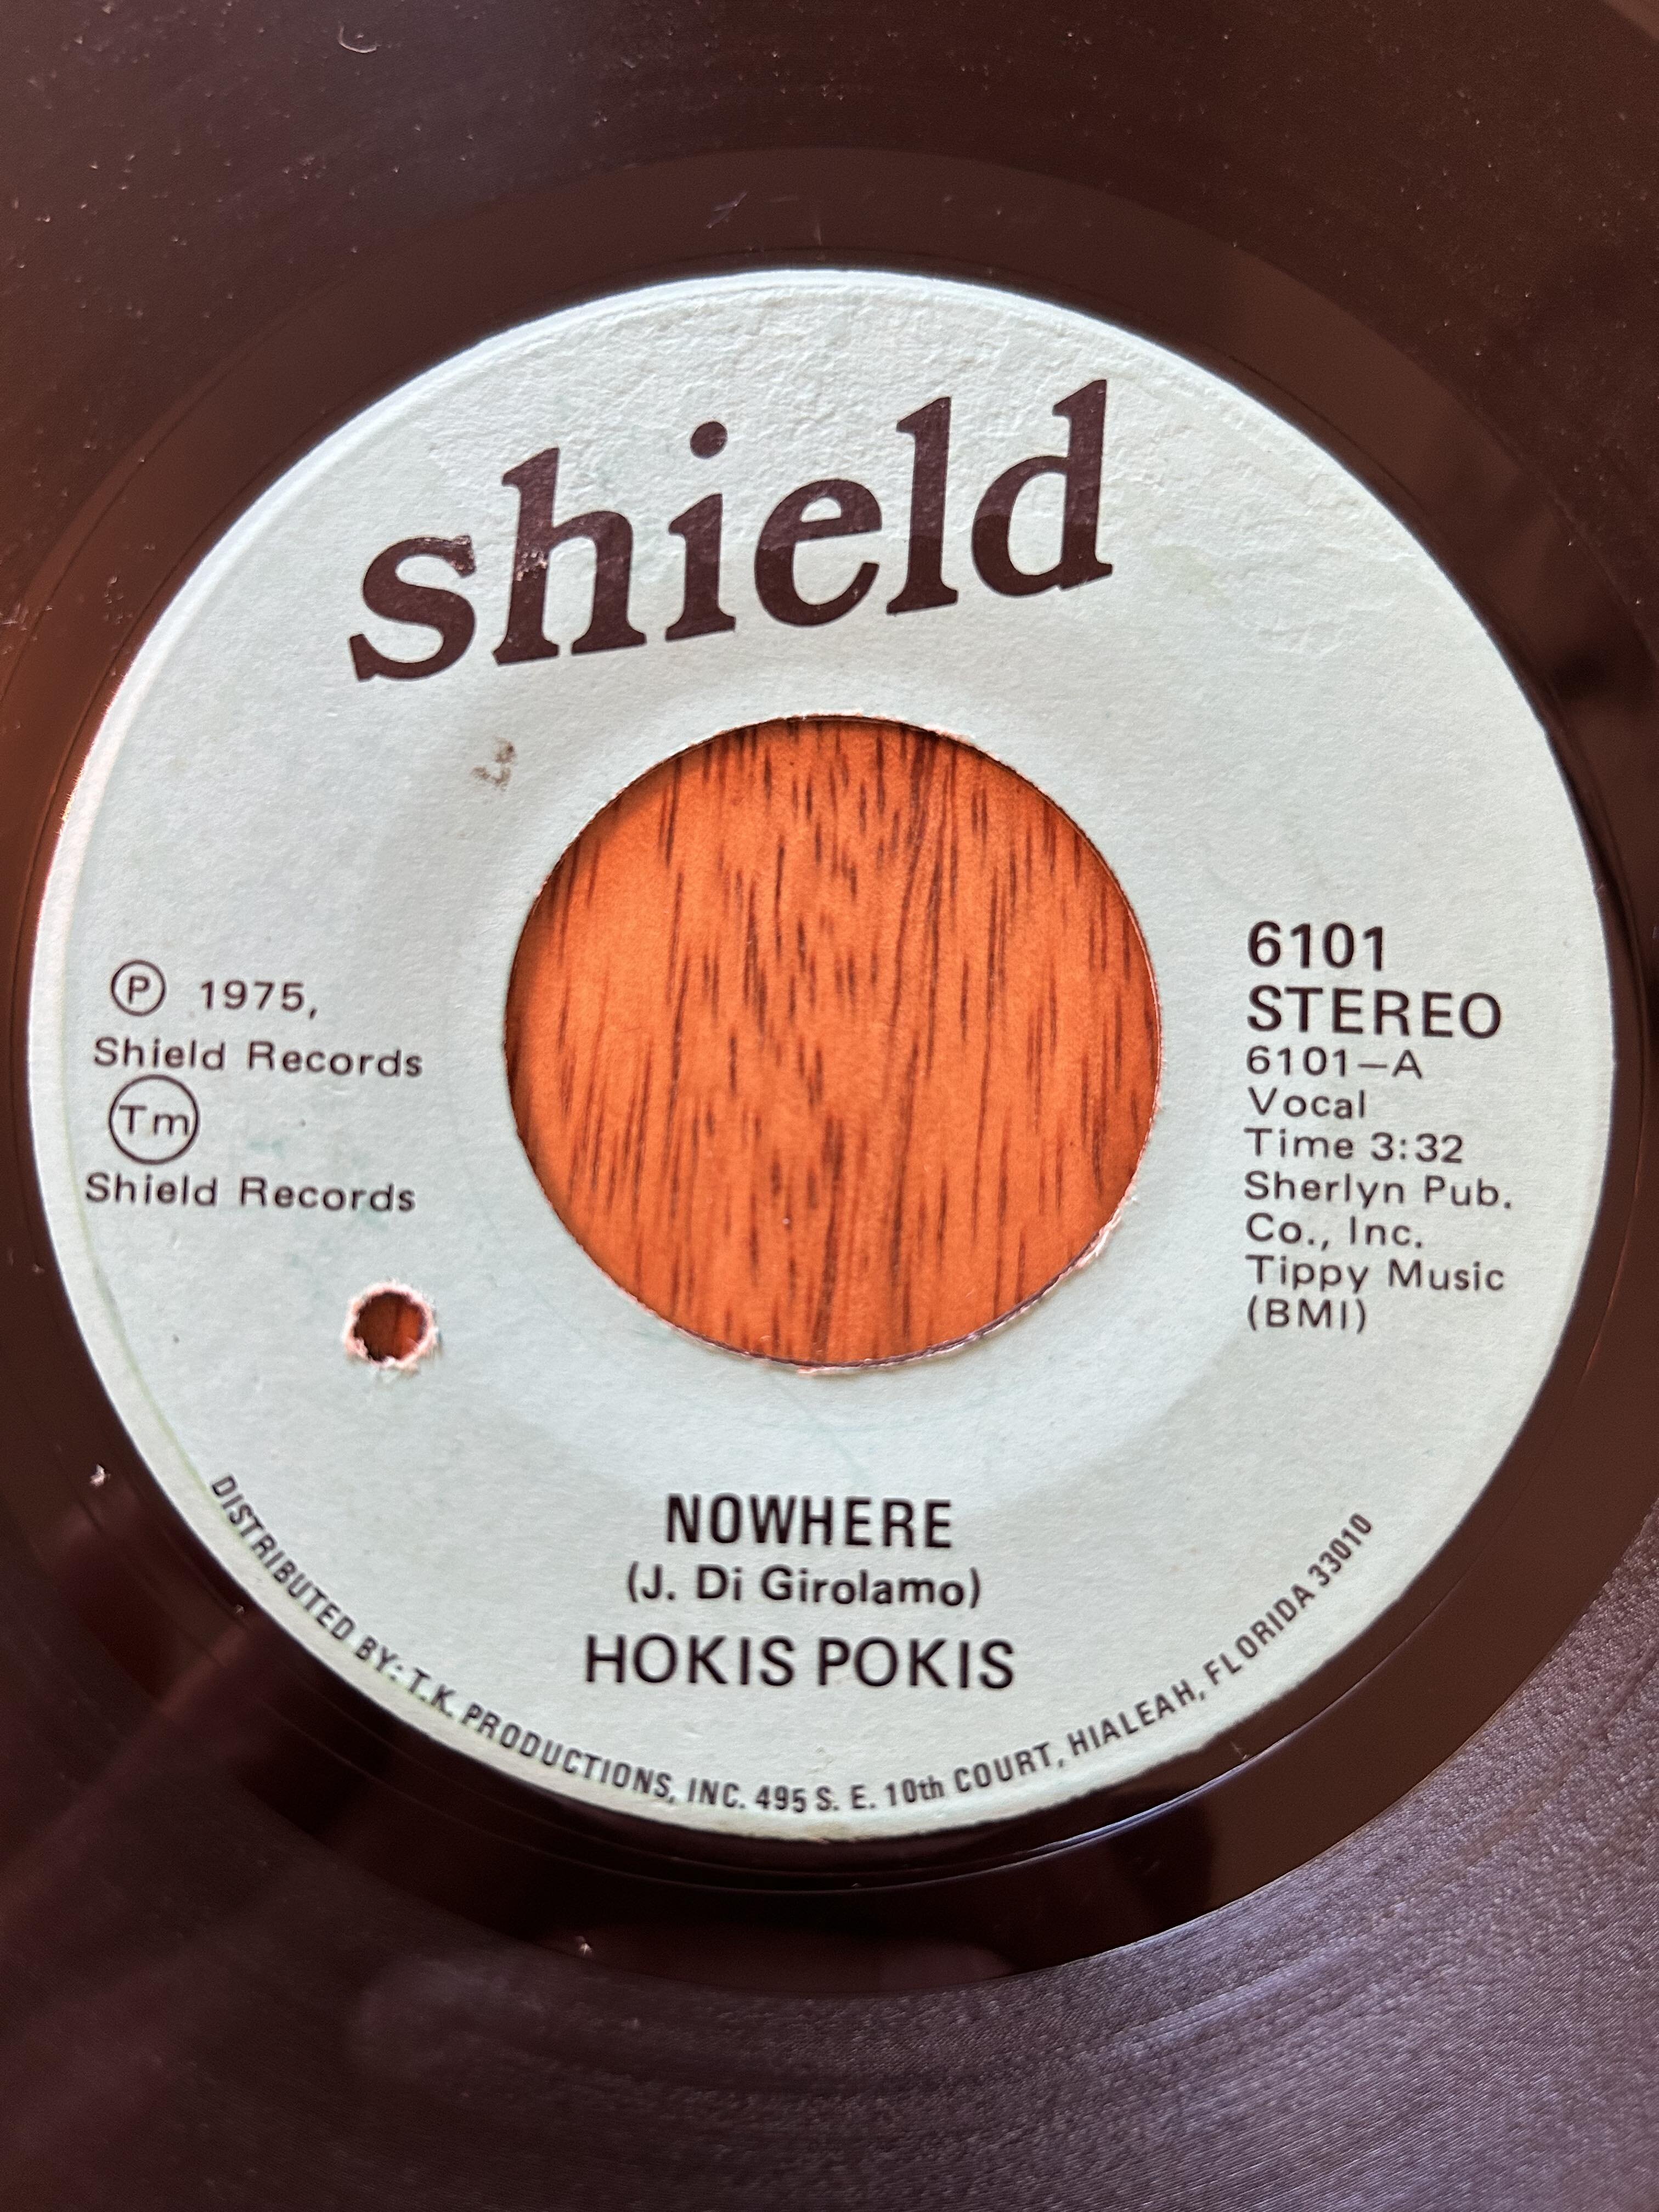 shield
Ⓟ 1975,
Shield Records
Tm
Shield Records
6101
STEREO
6101-A
Vocal
Time 3:32
Sherlyn Pub.
Co., Inc.
Tippy Music
(BMI)
NOWHERE
(J. Di Girolamo)
HOKIS POKIS
DISTRIBUTED BY: T.K. PRODUCTIONS, INC. 495 S. E. 10th COURT, HIALEAH, FLORIDA 33010